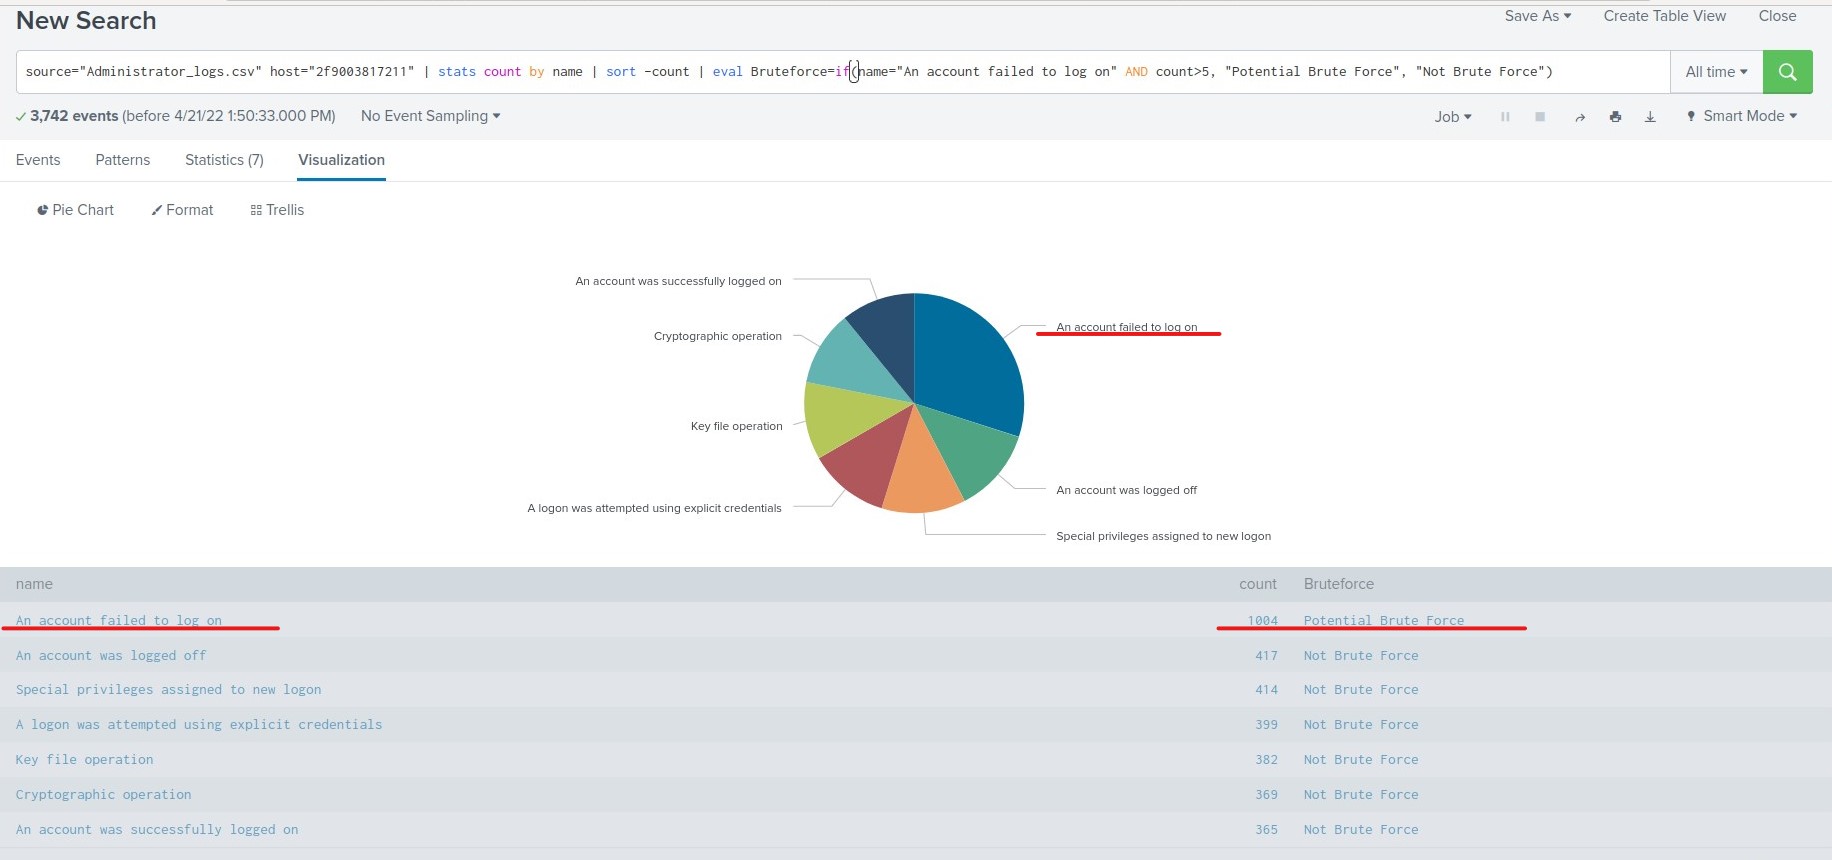 New Search
Save As Create Table View Close
source="Administrator_logs.csv" host="2f9003817211" | stats count by name | sort -count | eval Bruteforce=if(name="An account failed to log on" AND count>5, "Potential Brute Force", "Not Brute Force")
All time
3,742 events (before 4/21/22 1:50:33.000 PM) No Event Sampling
Job Smart Mode
Events Patterns Statistics (7) Visualization
Pie Chart Format Trellis
An account was successfully logged on
An account failed to log on
Cryptographic operation
Key file operation
An account was logged off
A logon was attempted using explicit credentials
Special privileges assigned to new logon
name count Bruteforce
An account failed to log on 1004 Potential Brute Force
An account was logged off 417 Not Brute Force
Special privileges assigned to new logon 414 Not Brute Force
A logon was attempted using explicit credentials 399 Not Brute Force
Key file operation 382 Not Brute Force
Cryptographic operation 369 Not Brute Force
An account was successfully logged on 365 Not Brute Force